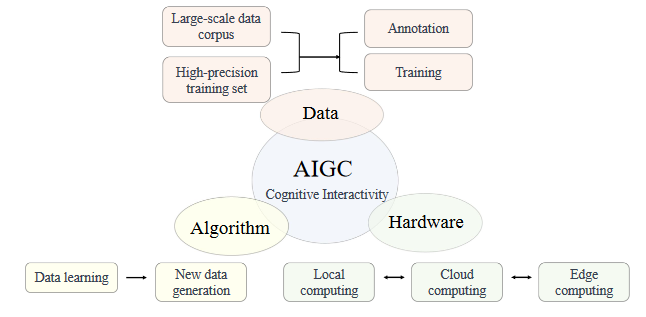 Large-scale data
corpus
Annotation
High-precision
training set
Training
Data
AIGC
Cognitive Interactivity
Algorithm
Hardware
Data learning
New data
generation
Local
computing
Cloud
computing
Edge
computing